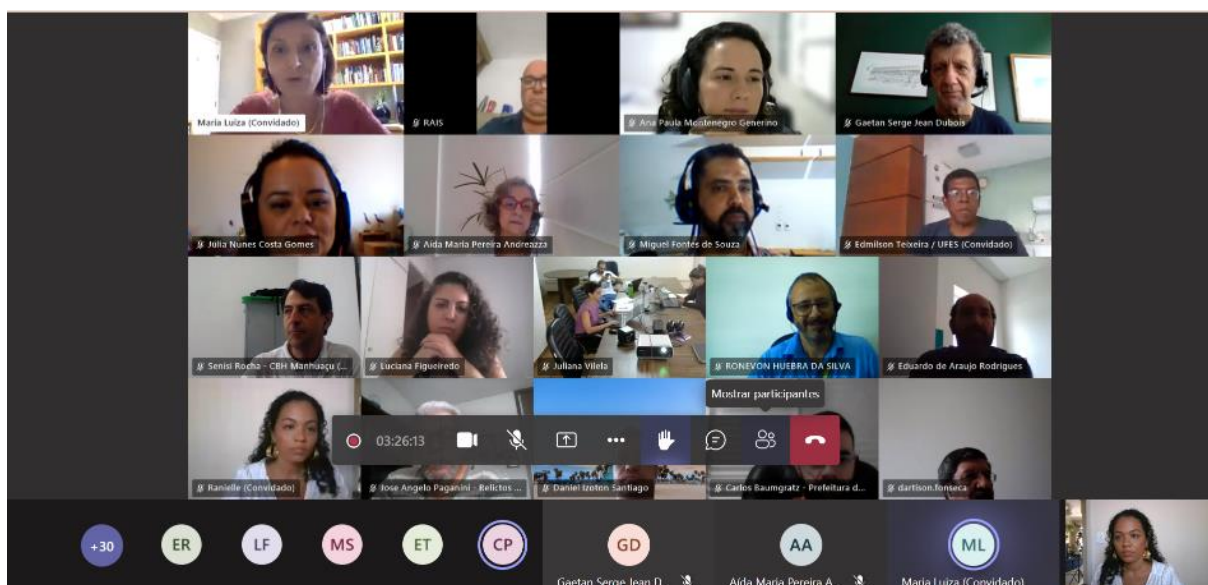 Maria Luiza (Convidado)
RAIS
Ana Paula Montenegro Generino
Gaetan Serge Jean Dubois
Julia Nunes Costa Gomes
Aída Maria Pereira Andreazza
Miguel Fontes de Souza
Edmilson Teixeira / UFES (Convidado)
Senisi Rocha - CBH Manhuaçu (...
Luciana Figueiredo
Juliana Vilela
RONEVON HUEBRA DA SILVA
Eduardo de Araujo Rodrigues
Mostrar participantes
03:26:13
Ranielle (Convidado)
Jose Angelo Paganini - Relictos ...
Daniel Izoton Santiago
Carlos Baumgratz - Prefeitura d...
dartison.fonseca
+30
ER
LF
MS
ET
CP
GD
AA
ML
Gaetan Serge Jean D...
Aída Maria Pereira A...
Maria Luiza (Convidado)